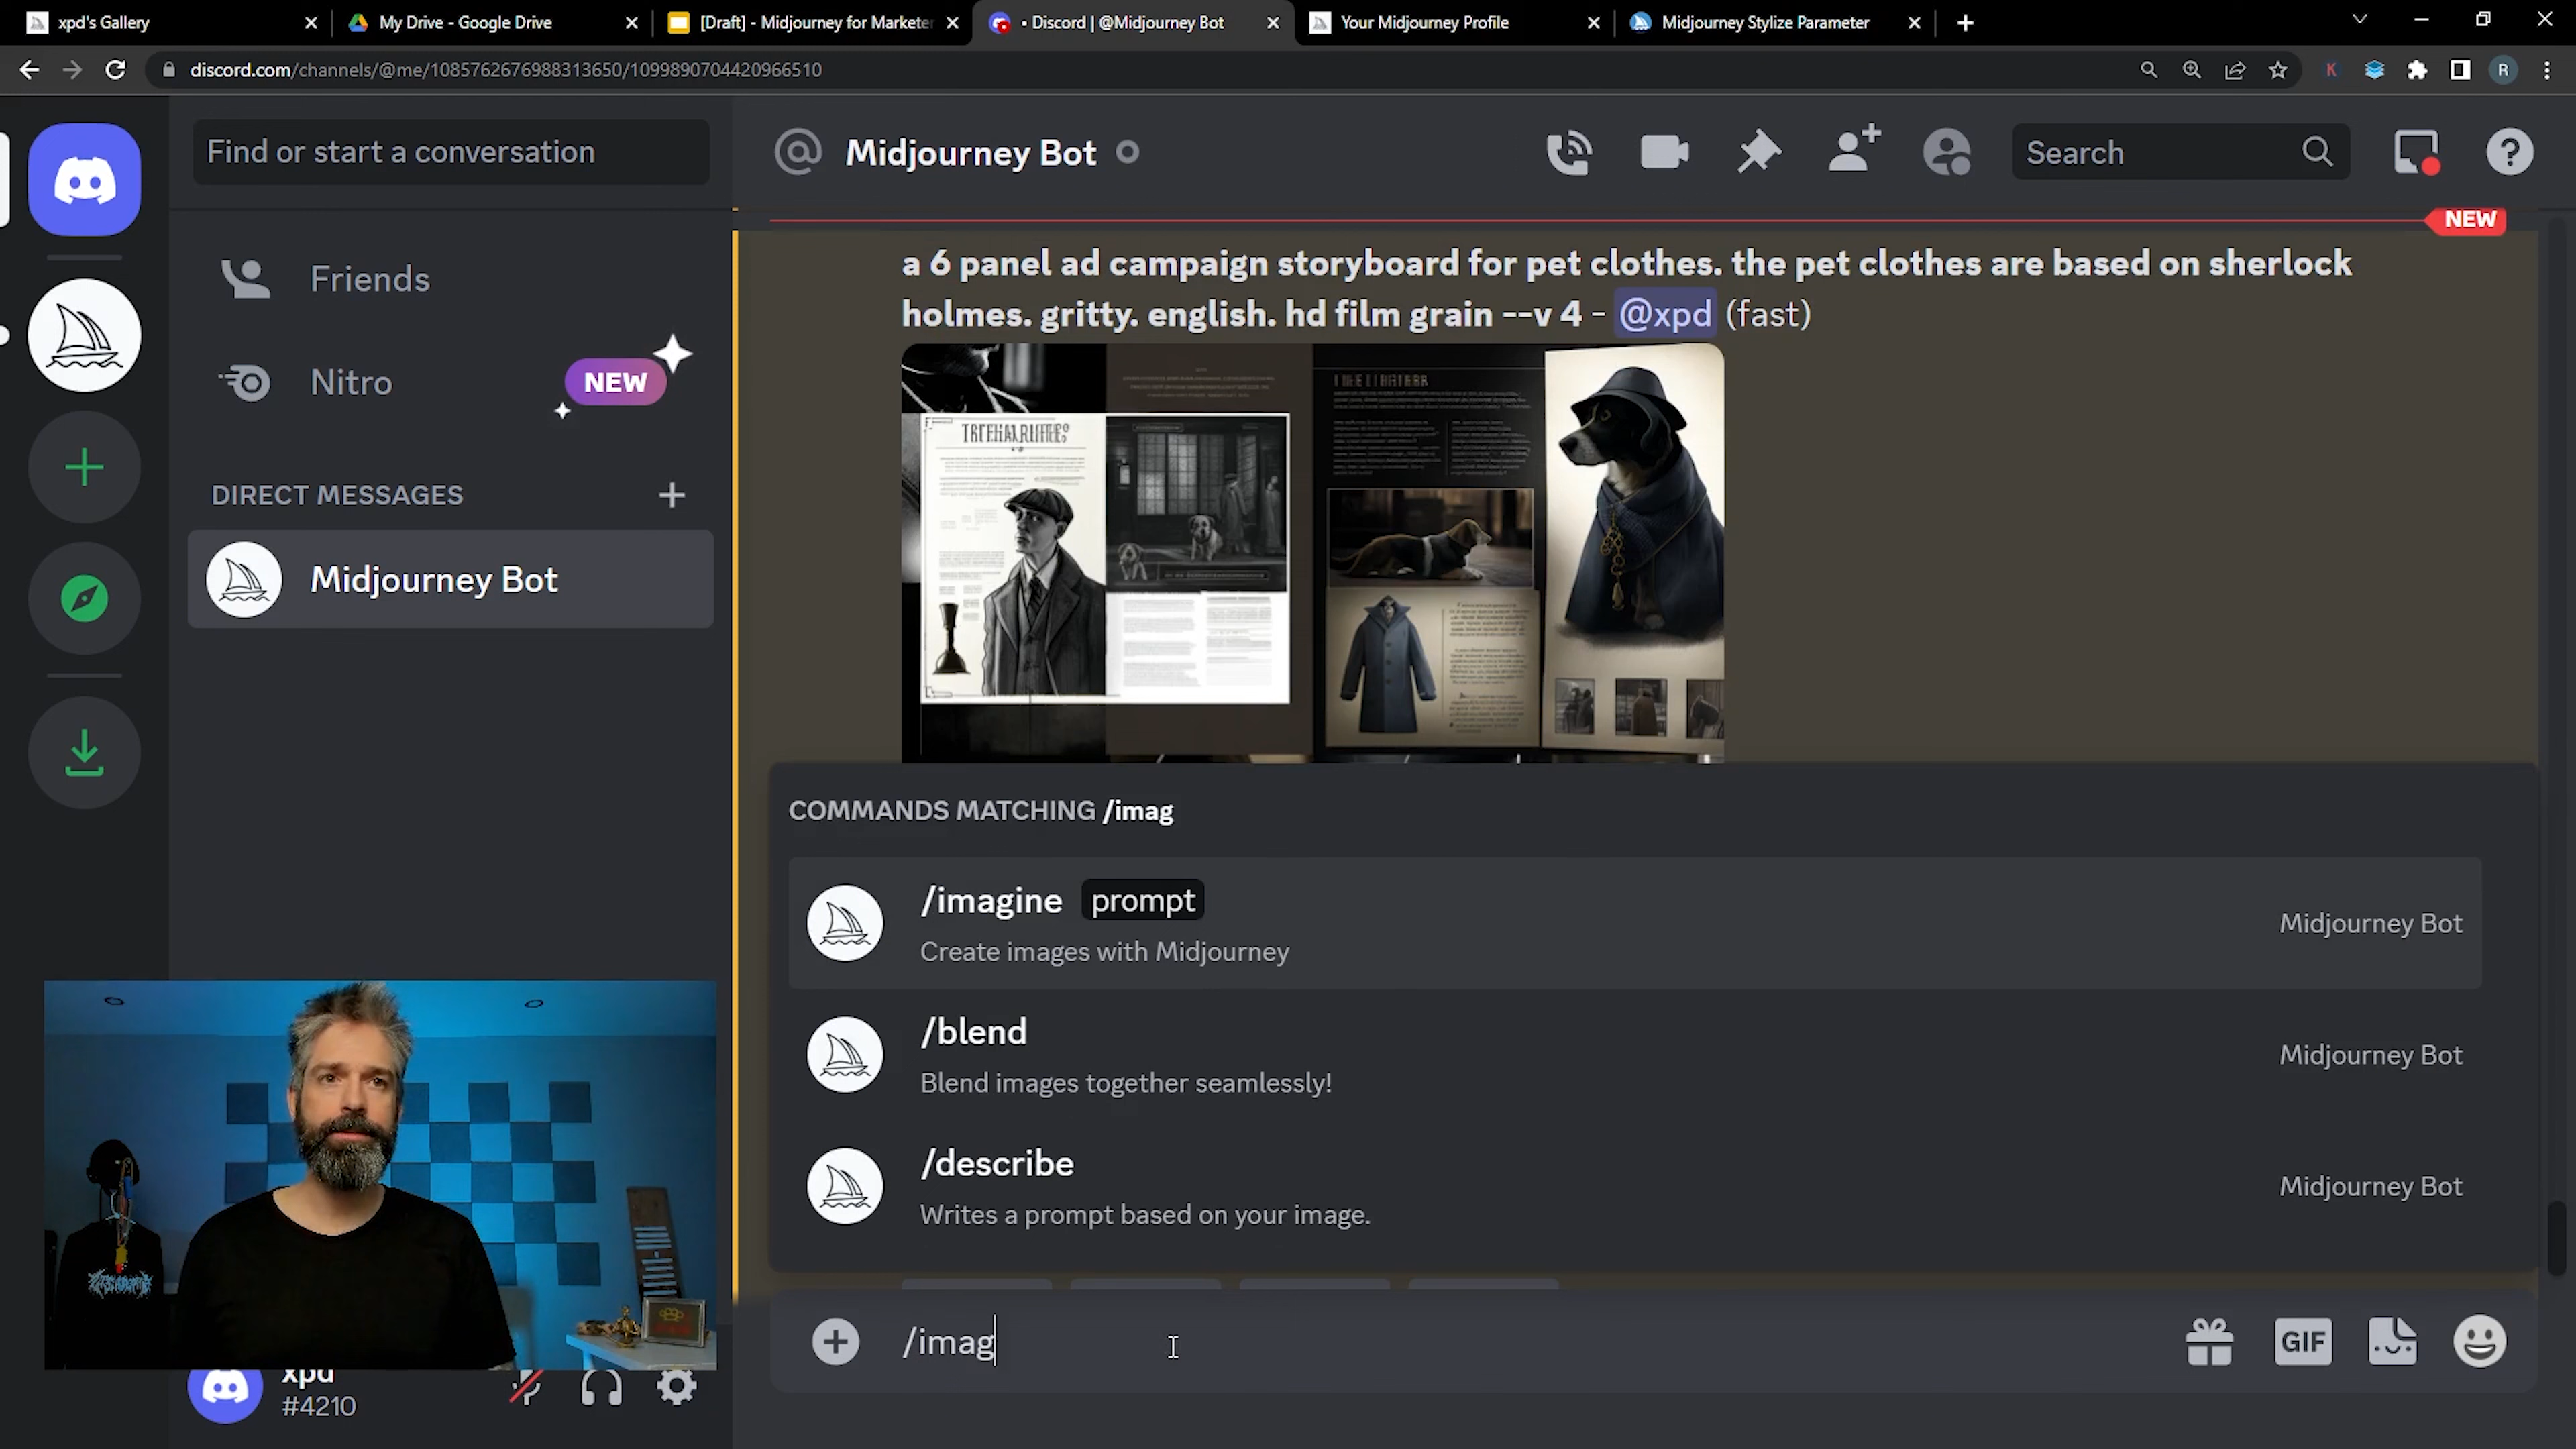 xpd's Gallery
My Drive - Google Drive
[Draft] - Midjourney for Marketer
• Discord | @Midjourney Bot
Your Midjourney Profile
Midjourney Stylize Parameter
discord.com/channels/@me/1085762676988313650/1099890704420966510
K
R
Find or start a conversation
Midjourney Bot
Search
NEW
Friends
Nitro
NEW
DIRECT MESSAGES
Midjourney Bot
a 6 panel ad campaign storyboard for pet clothes. the pet clothes are based on sherlock
holmes. gritty. english. hd film grain --v 4 - @xpd (fast)
COMMANDS MATCHING /imag
/imagine prompt
Create images with Midjourney
Midjourney Bot
/blend
Blend images together seamlessly!
Midjourney Bot
/describe
Writes a prompt based on your image.
Midjourney Bot
/imag
GIF
xpd
#4210